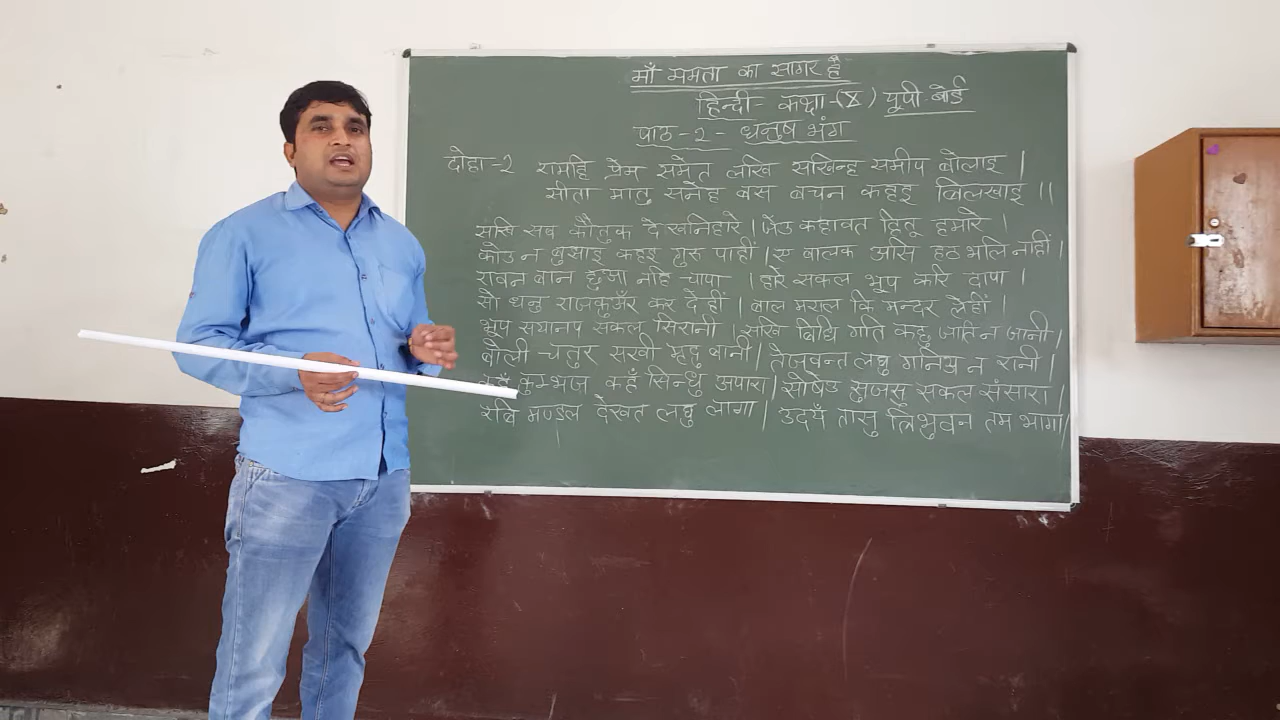 माँ ममता का सागर है
हिन्दी- कक्षा-(X) यूपी बोर्ड
पाठ-2- धनुष भंग
दोहा-2 रामहि प्रेम समेत लखि सखिन्ह समीप बोलाइ |
सीता मातु सनेह बस बचन कहइ बिलखाइ ||
सखि सब कौतुक देखनिहारे | जेउ कहावत हितू हमारे |
कोउ न बुझाइ कहइ गुरु पाहीं | ए बालक असि हठ भलि नाहीं |
रावन बान छुआ नहि चापा | हारे सकल भूप करि दापा |
सो धनु राजकुअँर कर देहीं | बाल मराल कि मन्दर लेहीं |
भूप सयानप सकल सिरानी | सखि बिधि गति कछु जाति न जानी |
बोली चतुर सखी मृदु बानी | तेजवन्त लघु गनिय न रानी |
कहँ कुम्भज कहँ सिन्धु अपारा | सोषेउ सुजसु सकल संसारा |
रबि मण्डल देखत लघु लागा | उदयँ तासु त्रिभुवन तम भागा |